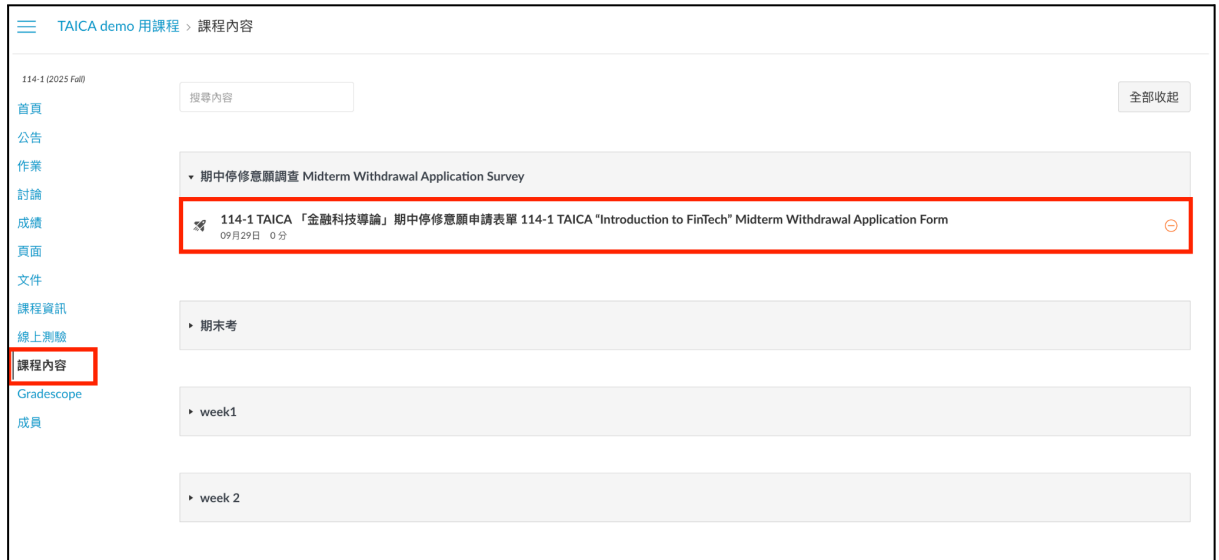 TAICA demo 用課程 › 課程內容
114-1 (2025 Fall)
首頁
公告
作業
討論
成績
頁面
文件
課程資訊
線上測驗
課程內容
Gradescope
成員
搜尋內容
全部收起
期中停修意願調查 Midterm Withdrawal Application Survey
114-1 TAICA 「金融科技導論」期中停修意願申請表單 114-1 TAICA “Introduction to FinTech” Midterm Withdrawal Application Form
09月29日 0 分
期末考
week1
week 2